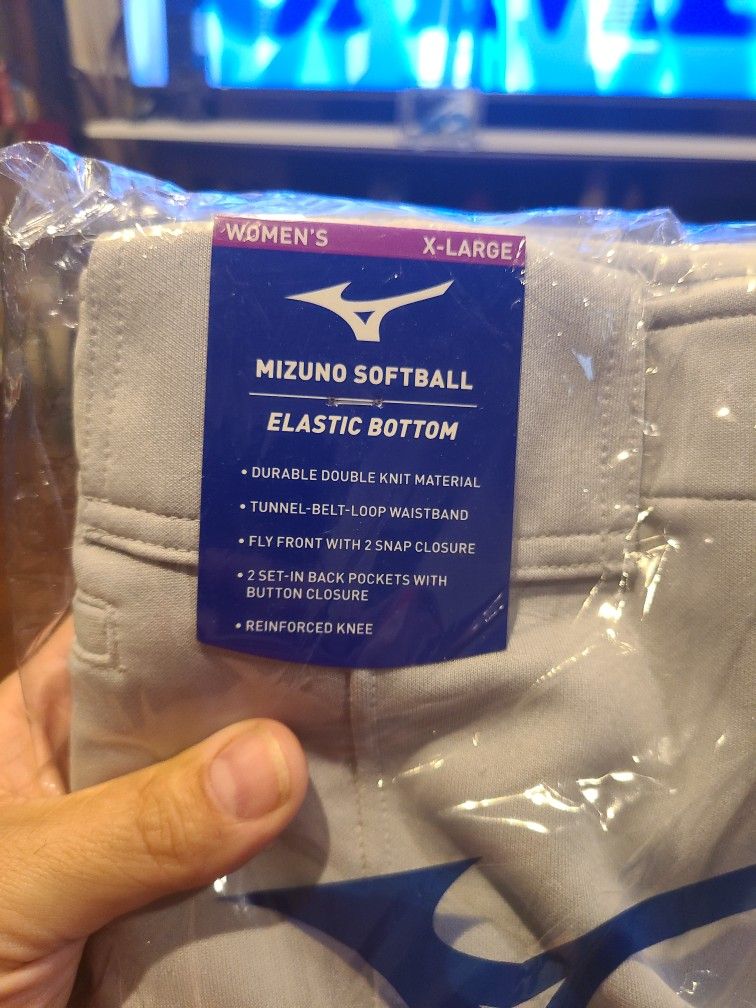 WOMEN'S X-LARGE
MIZUNO SOFTBALL
ELASTIC BOTTOM
• DURABLE DOUBLE KNIT MATERIAL
• TUNNEL-BELT-LOOP WAISTBAND
• FLY FRONT WITH 2 SNAP CLOSURE
• 2 SET-IN BACK POCKETS WITH
BUTTON CLOSURE
• REINFORCED KNEE